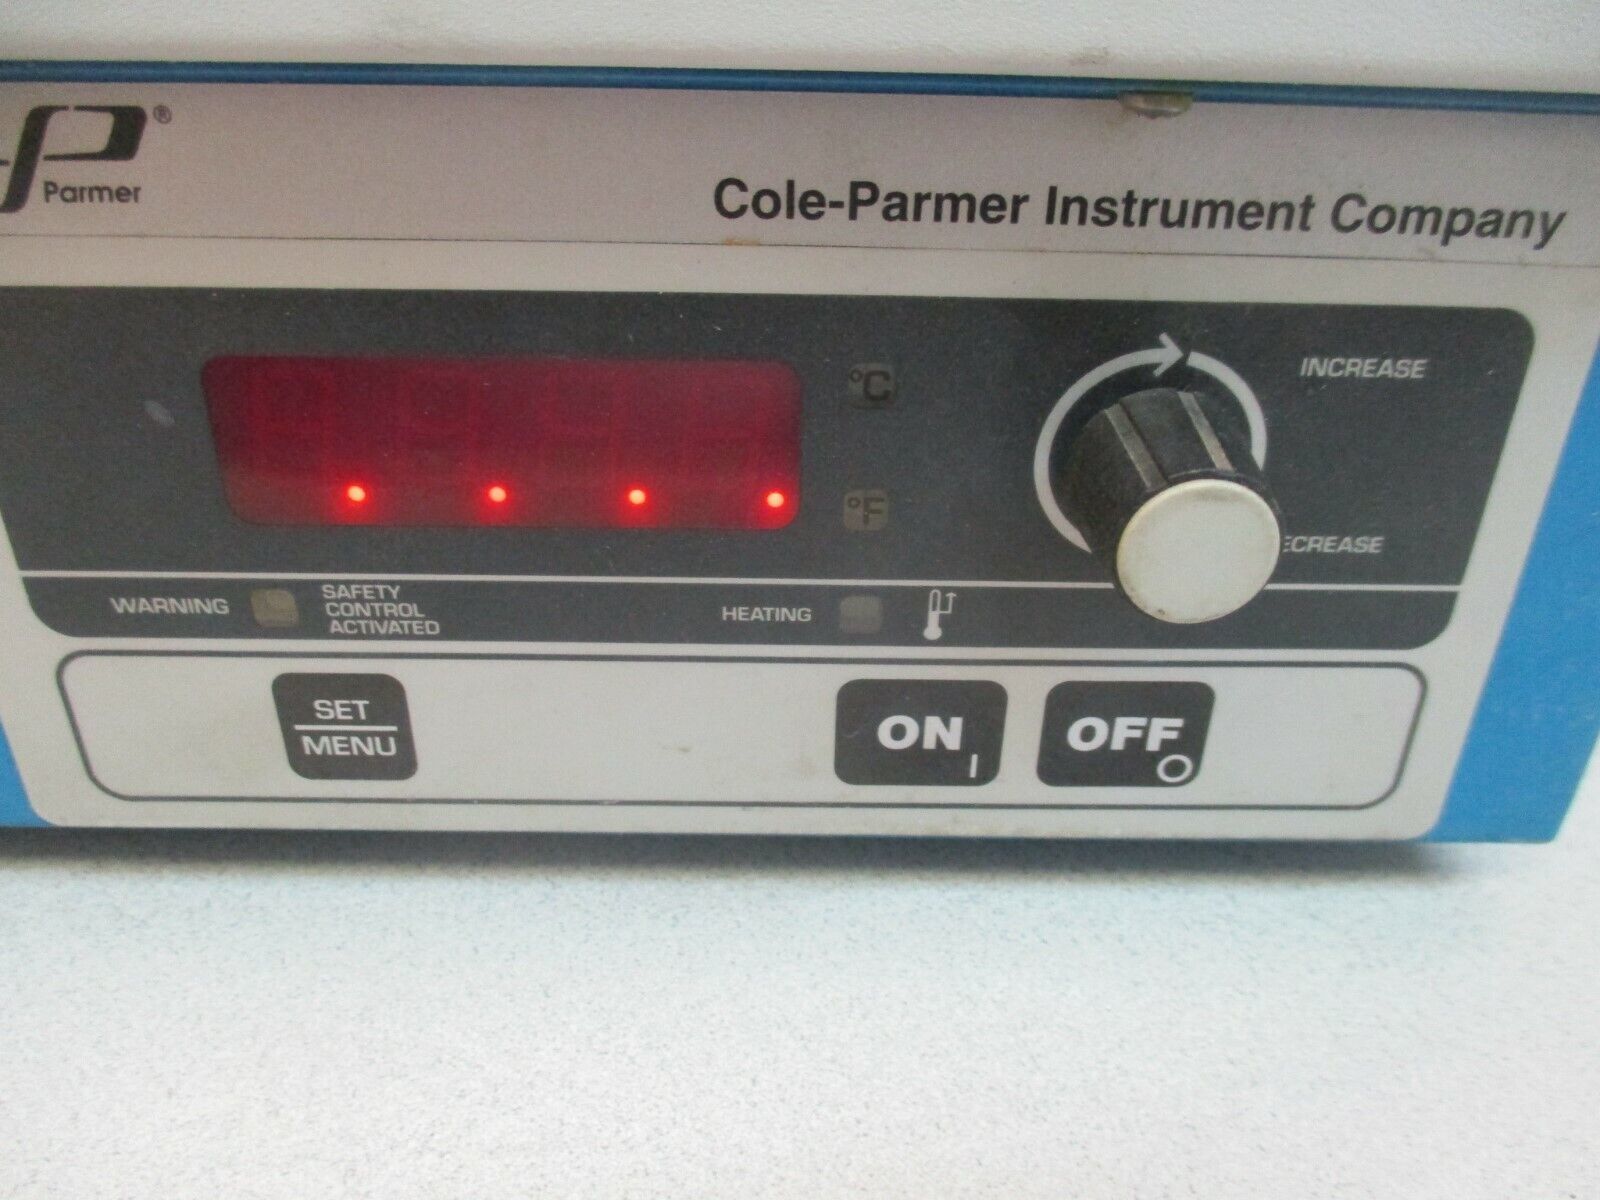 ®
Parmer
Cole-Parmer Instrument Company
°C
INCREASE
°F
ECREASE
WARNING
SAFETY
CONTROL
ACTIVATED
HEATING
SET
MENU
ON
I
OFF
O